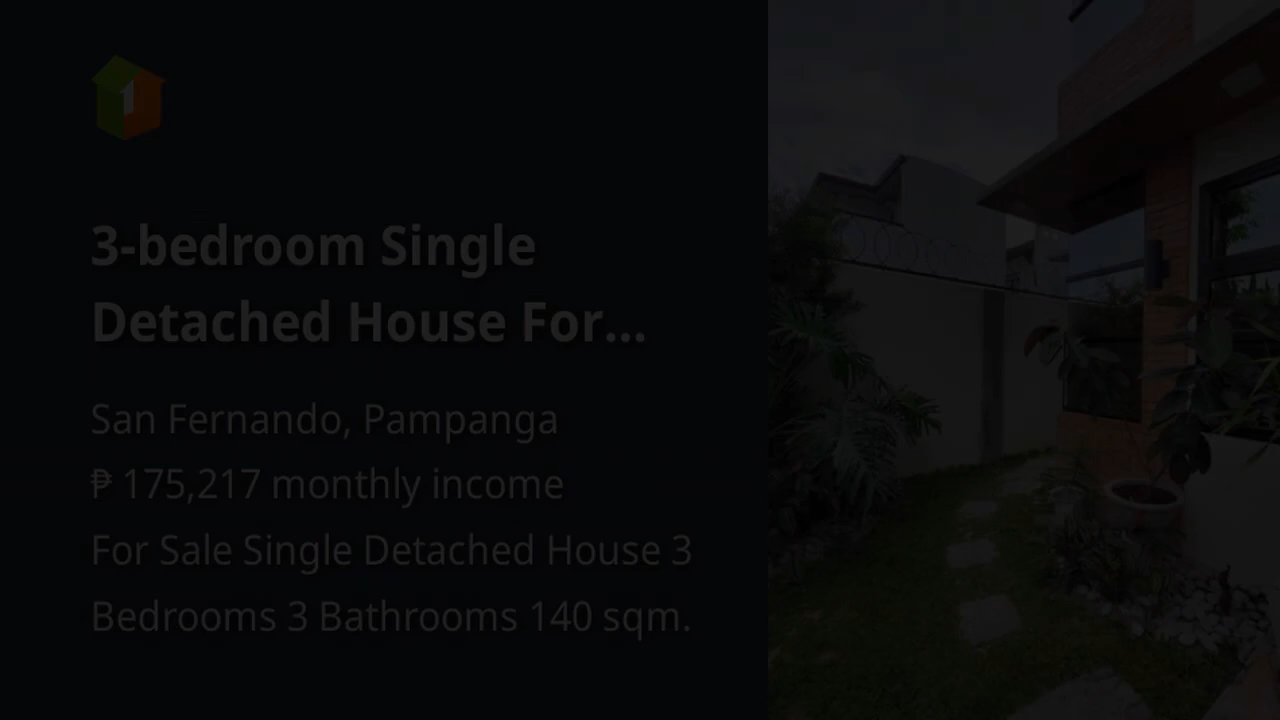 3-bedroom Single
Detached House For...
San Fernando, Pampanga
₱ 175,217 monthly income
For Sale Single Detached House 3
Bedrooms 3 Bathrooms 140 sqm.